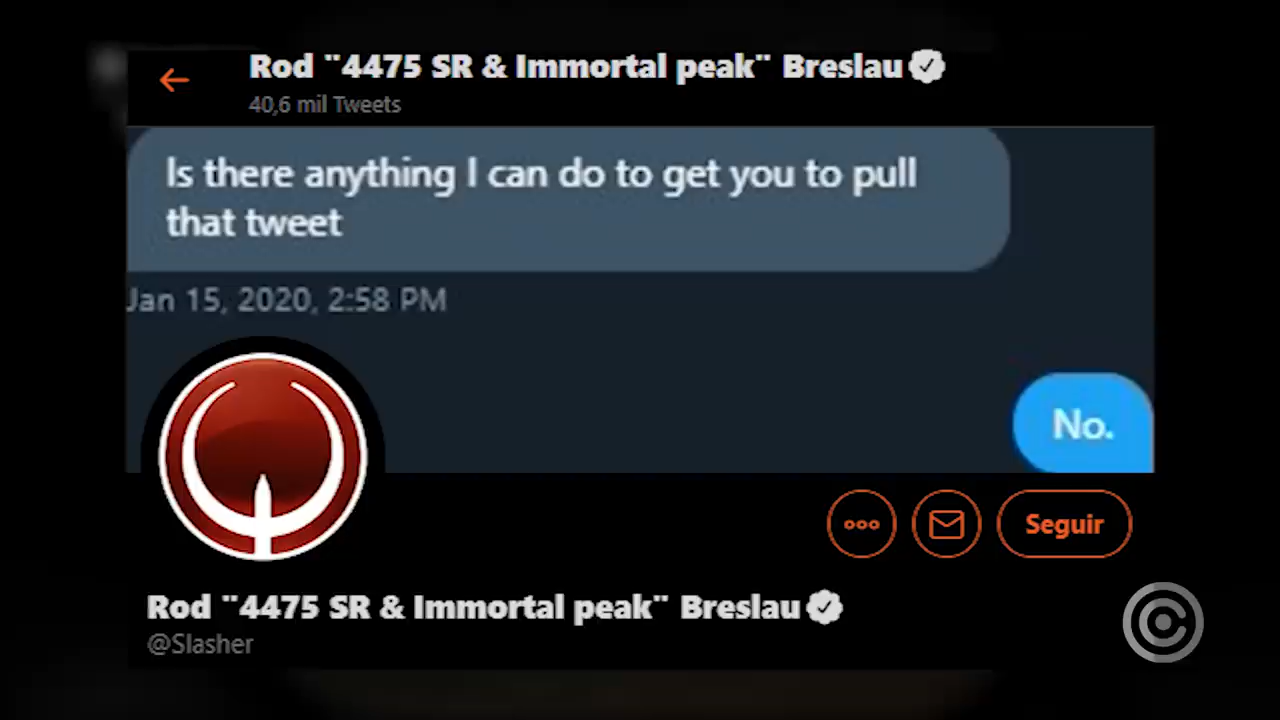 Rod "4475 SR & Immortal peak" Breslau
40,6 mil Tweets
Is there anything I can do to get you to pull
that tweet
Jan 15, 2020, 2:58 PM
No.
Seguir
Rod "4475 SR & Immortal peak" Breslau
@Slasher